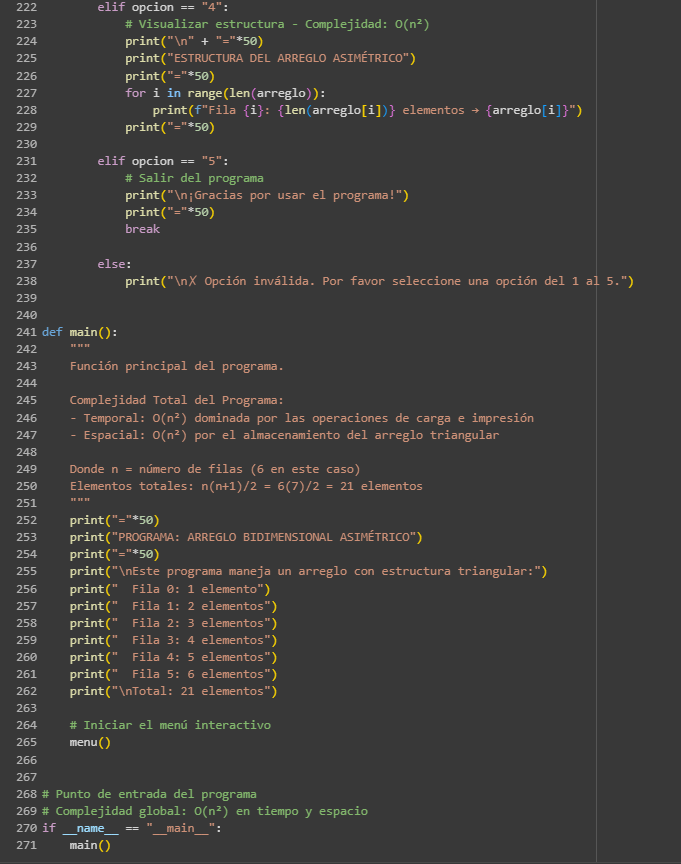 222         elif opcion == "4":
223             # Visualizar estructura - Complejidad: O(n²)
224             print("\n" + "="*50)
225             print("ESTRUCTURA DEL ARREGLO ASIMÉTRICO")
226             print("="*50)
227             for i in range(len(arreglo)):
228                 print(f"Fila {i}: {len(arreglo[i])} elementos → {arreglo[i]}")
229             print("="*50)
230
231         elif opcion == "5":
232             # Salir del programa
233             print("\n¡Gracias por usar el programa!")
234             print("="*50)
235             break
236
237         else:
238             print("\n✗ Opción inválida. Por favor seleccione una opción del 1 al 5.")
239
240
241 def main():
242     """
243     Función principal del programa.
244
245     Complejidad Total del Programa:
246     - Temporal: O(n²) dominada por las operaciones de carga e impresión
247     - Espacial: O(n²) por el almacenamiento del arreglo triangular
248
249     Donde n = número de filas (6 en este caso)
250     Elementos totales: n(n+1)/2 = 6(7)/2 = 21 elementos
251     """
252     print("="*50)
253     print("PROGRAMA: ARREGLO BIDIMENSIONAL ASIMÉTRICO")
254     print("="*50)
255     print("\nEste programa maneja un arreglo con estructura triangular:")
256     print("  Fila 0: 1 elemento")
257     print("  Fila 1: 2 elementos")
258     print("  Fila 2: 3 elementos")
259     print("  Fila 3: 4 elementos")
260     print("  Fila 4: 5 elementos")
261     print("  Fila 5: 6 elementos")
262     print("\nTotal: 21 elementos")
263
264     # Iniciar el menú interactivo
265     menu()
266
267
268 # Punto de entrada del programa
269 # Complejidad global: O(n²) en tiempo y espacio
270 if __name__ == "__main__":
271     main()